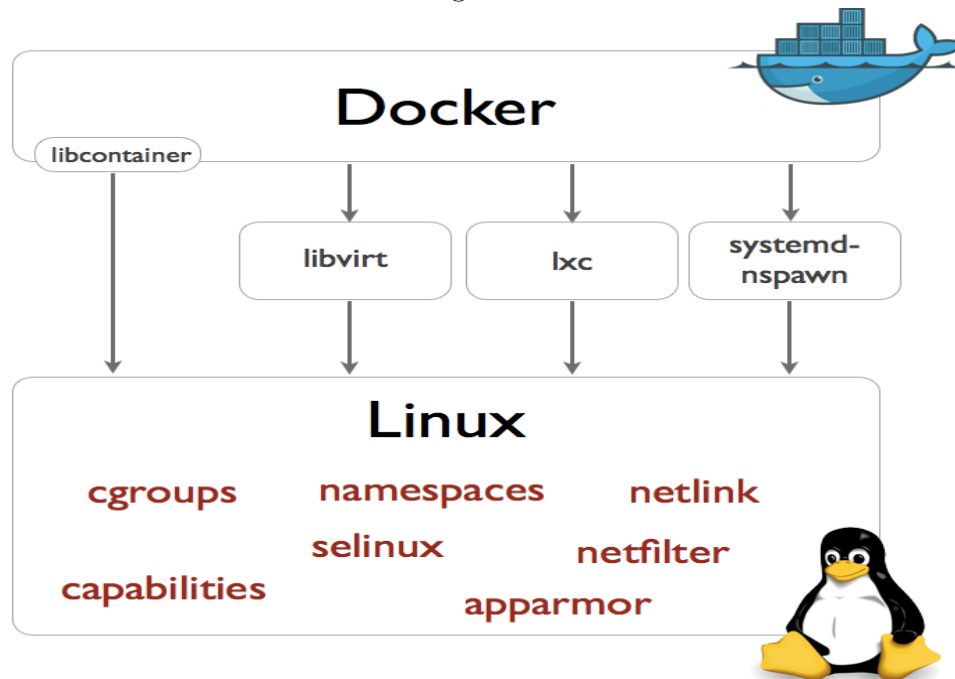 Docker
libcontainer
libvirt
lxc
systemd-
nspawn
Linux
cgroups
namespaces
netlink
selinux
netfilter
capabilities
apparmor